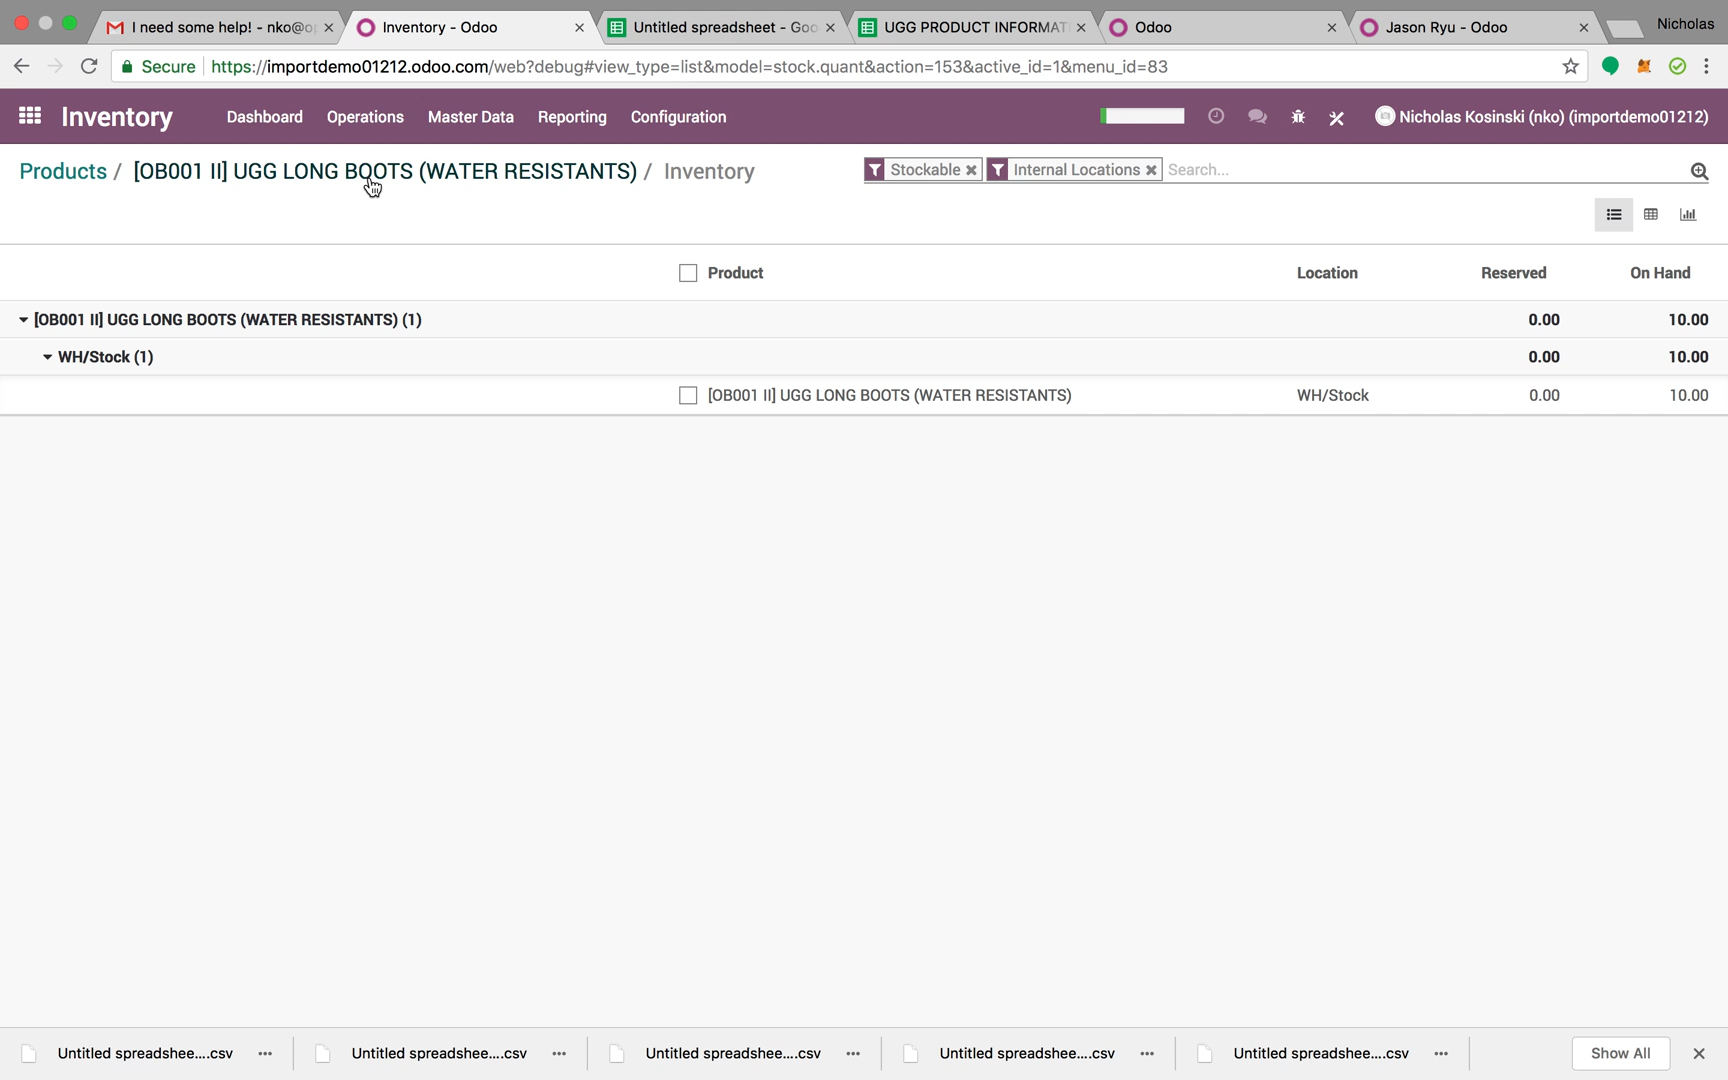 I need some help! - nko@op
Inventory - Odoo
Untitled spreadsheet - Goo
UGG PRODUCT INFORMAT
Odoo
Jason Ryu - Odoo
Nicholas
Secure
https://importdemo01212.odoo.com/web?debug#view_type=list&model=stock.quant&action=153&active_id=1&menu_id=83
Inventory
Dashboard
Operations
Master Data
Reporting
Configuration
Nicholas Kosinski (nko) (importdemo01212)
Products / [OB001 II] UGG LONG BOOTS (WATER RESISTANTS) / Inventory
Stockable
Internal Locations
Search...
Product Location Reserved On Hand
[OB001 II] UGG LONG BOOTS (WATER RESISTANTS) (1) 0.00 10.00
WH/Stock (1) 0.00 10.00
[OB001 II] UGG LONG BOOTS (WATER RESISTANTS) WH/Stock 0.00 10.00
Untitled spreadshee....csv
Untitled spreadshee....csv
Untitled spreadshee....csv
Untitled spreadshee....csv
Untitled spreadshee....csv
Show All